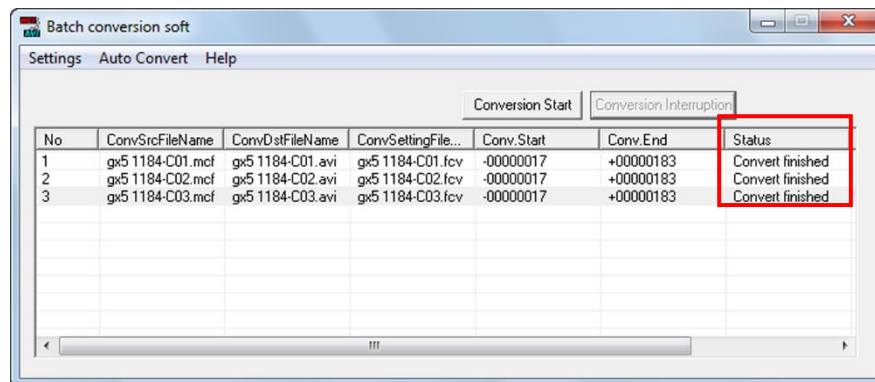 Batch conversion soft
Settings Auto Convert Help
Conversion Start Conversion Interruption
No ConvSrcFileName ConvDstFileName ConvSettingFile... Conv.Start Conv.End Status
1 gx5 1184-C01.mcf gx5 1184-C01.avi gx5 1184-C01.fcv -00000017 +00000183 Convert finished
2 gx5 1184-C02.mcf gx5 1184-C02.avi gx5 1184-C02.fcv -00000017 +00000183 Convert finished
3 gx5 1184-C03.mcf gx5 1184-C03.avi gx5 1184-C03.fcv -00000017 +00000183 Convert finished